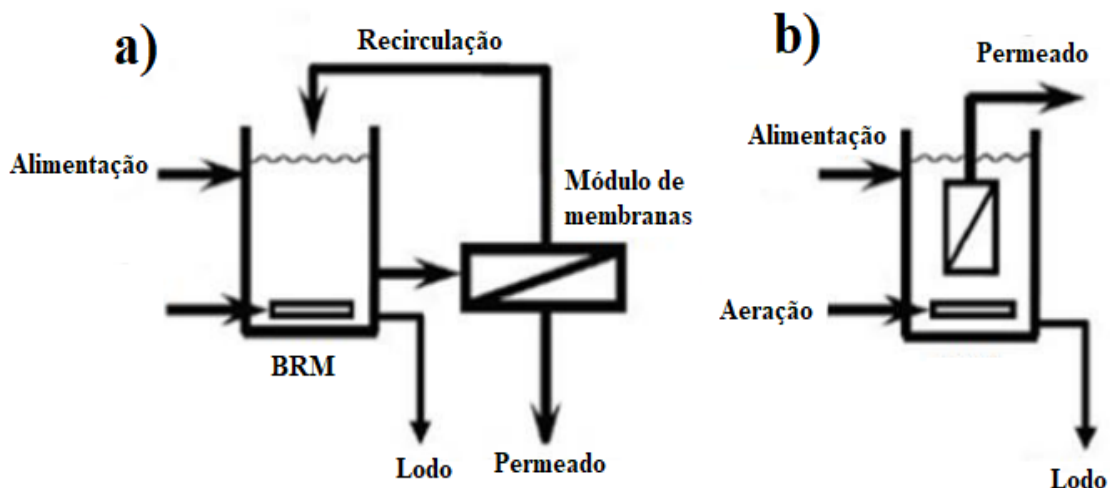 a)
Recirculação
Alimentação
Módulo de
membranas
BRM
Lodo
Permeado
b)
Permeado
Alimentação
Aeração
Lodo